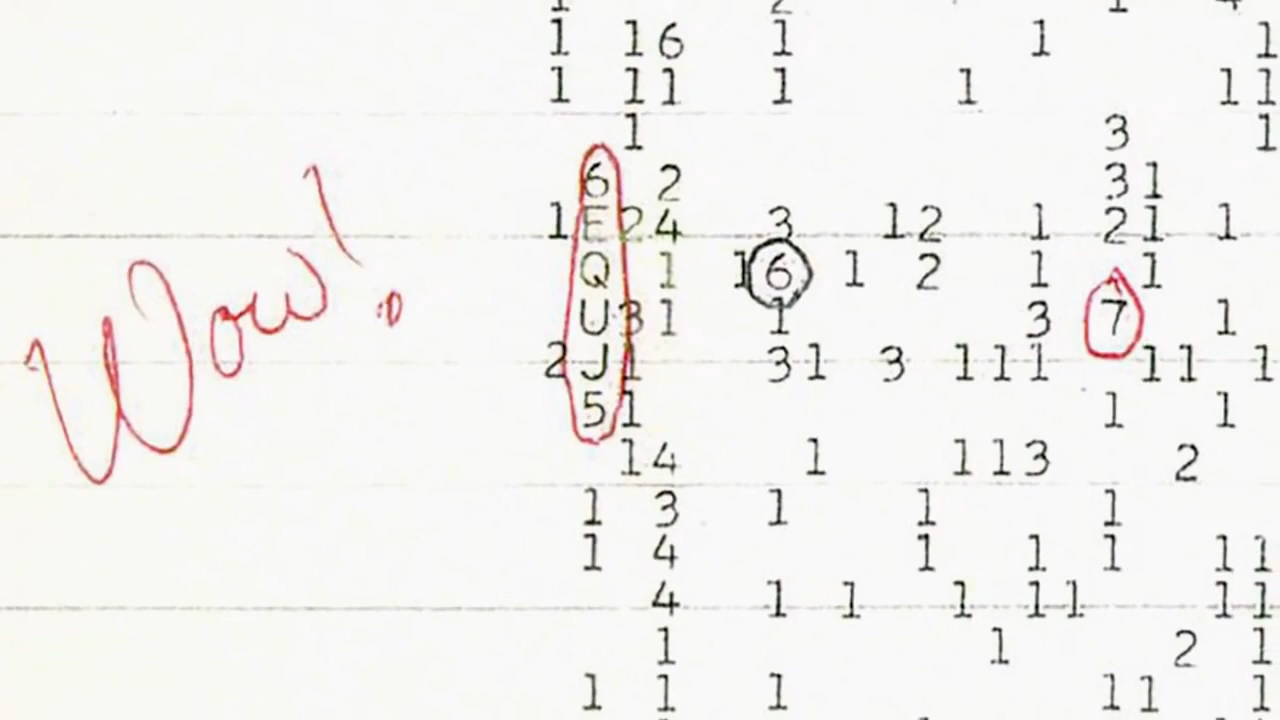 1 16 1 1 1
1 11 1 1 11
1 3 1
6 2 31
1E24 3 12 1 21 1
Q 1 16 1 2 1 1
U31 1 3 7 1
2J1 31 3 111 11 1
51 1 1
14 1 113 2
1 3 1 1 1
1 4 1 1 1 11
4 1 1 1 11 11
1 1 2 1
1 1 1 11 1
Wow!